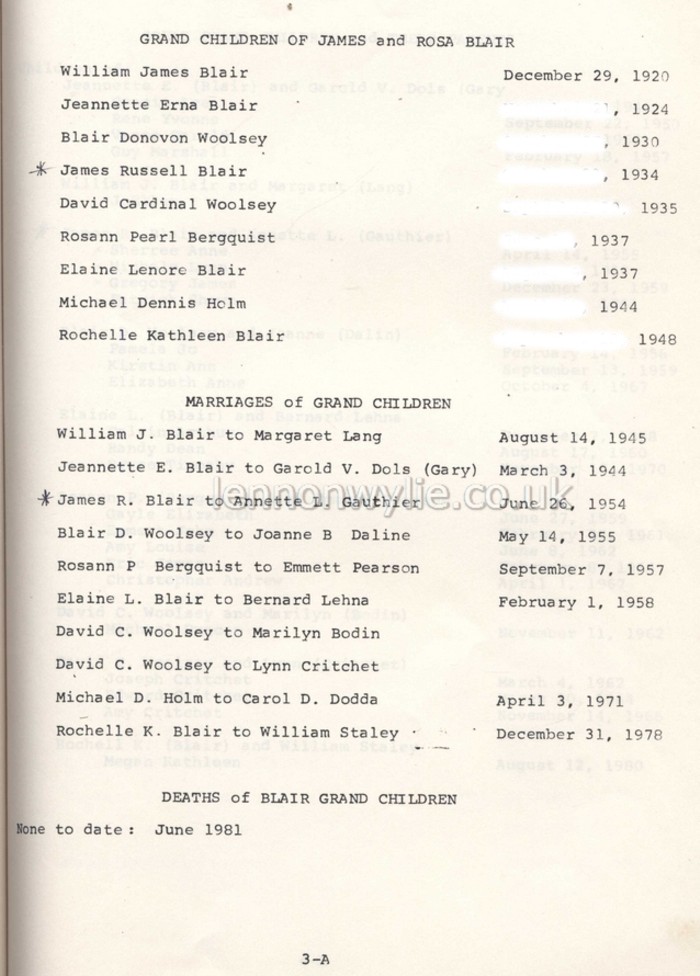 GRAND CHILDREN OF JAMES and ROSA BLAIR
William James Blair December 29, 1920
Jeannette Erna Blair , 1924
Blair Donovon Woolsey , 1930
* James Russell Blair , 1934
David Cardinal Woolsey 1935
Rosann Pearl Bergquist , 1937
Elaine Lenore Blair , 1937
Michael Dennis Holm , 1944
Rochelle Kathleen Blair 1948
MARRIAGES of GRAND CHILDREN
William J. Blair to Margaret Lang August 14, 1945
Jeannette E. Blair to Garold V. Dols (Gary) March 3, 1944
lennonwylie.co.uk
* James R. Blair to Annette L. Gauthier June 26, 1954
Blair D. Woolsey to Joanne B Daline May 14, 1955
Rosann P Bergquist to Emmett Pearson September 7, 1957
Elaine L. Blair to Bernard Lehna February 1, 1958
David C. Woolsey to Marilyn Bodin
David C. Woolsey to Lynn Critchet
Michael D. Holm to Carol D. Dodda April 3, 1971
Rochelle K. Blair to William Staley December 31, 1978
DEATHS of BLAIR GRAND CHILDREN
None to date: June 1981
3-A